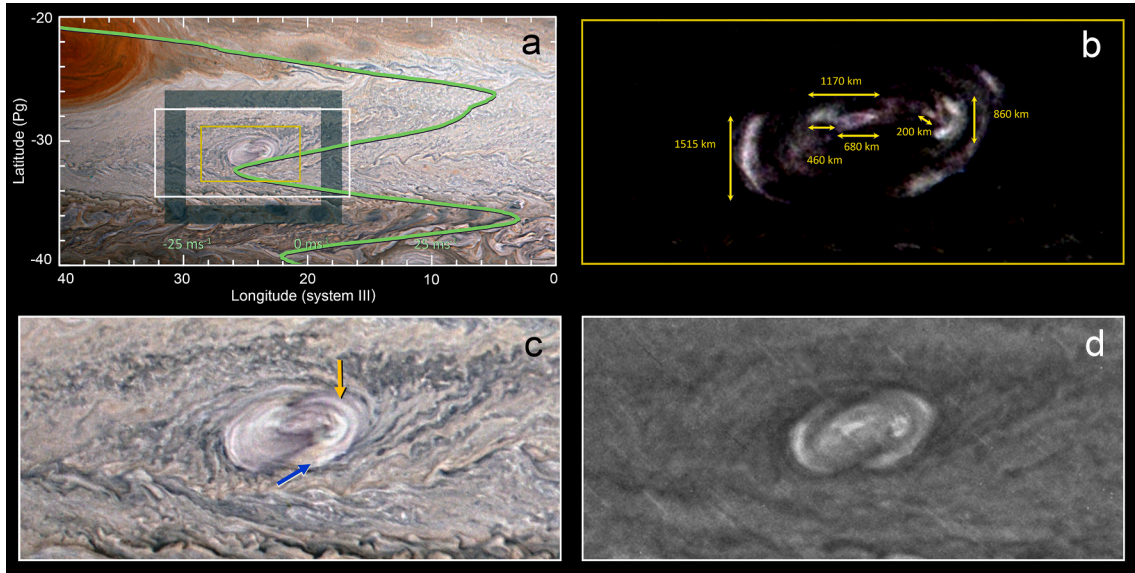 a
-20
-30
-40
Latitude (Pg)
-25 ms⁻¹
0 ms⁻¹
25 ms⁻¹
40
30
20
10
0
Longitude (system III)
b
1170 km
1515 km
460 km
680 km
200 km
860 km
c
d